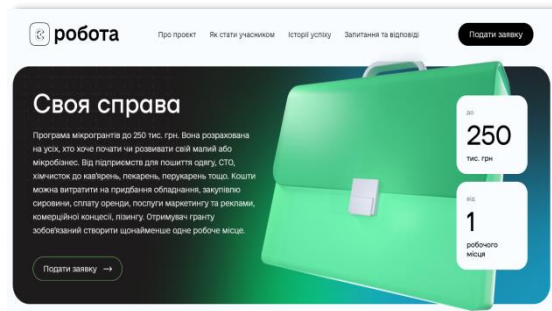 є робота
Про проєкт Як стати учасником Історії успіху Запитання та відповіді Подати заявку
Своя справа
Програма мікрогрантів до 250 тис. грн. Вона розрахована
на усіх, хто хоче почати чи розвивати свій малий або
мікробізнес. Від підприємств для пошиття одягу, СТО,
хімчисток до кав'ярень, пекарень, перукарень тощо. Кошти
можна витратити на придбання обладнання, закупівлю
сировини, сплату оренди, послуги маркетингу та реклами,
комерційної концесії, лізингу. Отримувач гранту
зобов'язаний створити щонайменше одне робоче місце.
Подати заявку →
до
250
тис. грн
від
1
робочого
місця